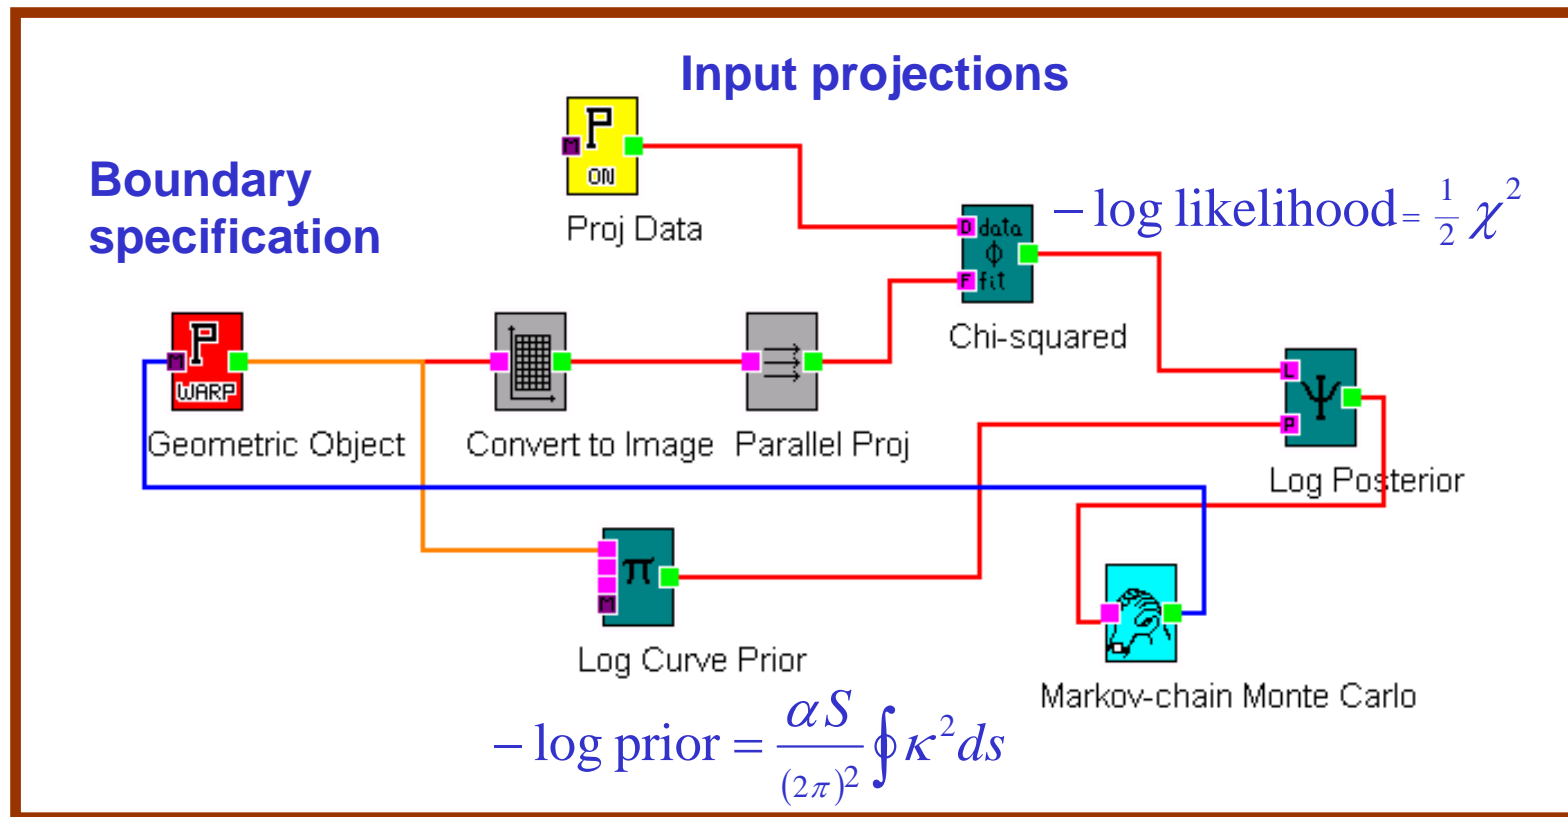 Input projections
Boundary
specification
P
M
ON
Proj Data
− log likelihood = 1/2 χ²
D data
Φ
F fit
Chi-squared
P
M
WARP
Geometric Object
Convert to Image
Parallel Proj
L
Ψ
P
Log Posterior
π
M
Log Curve Prior
Markov-chain Monte Carlo
− log prior = αS/(2π)² ∮ κ² ds